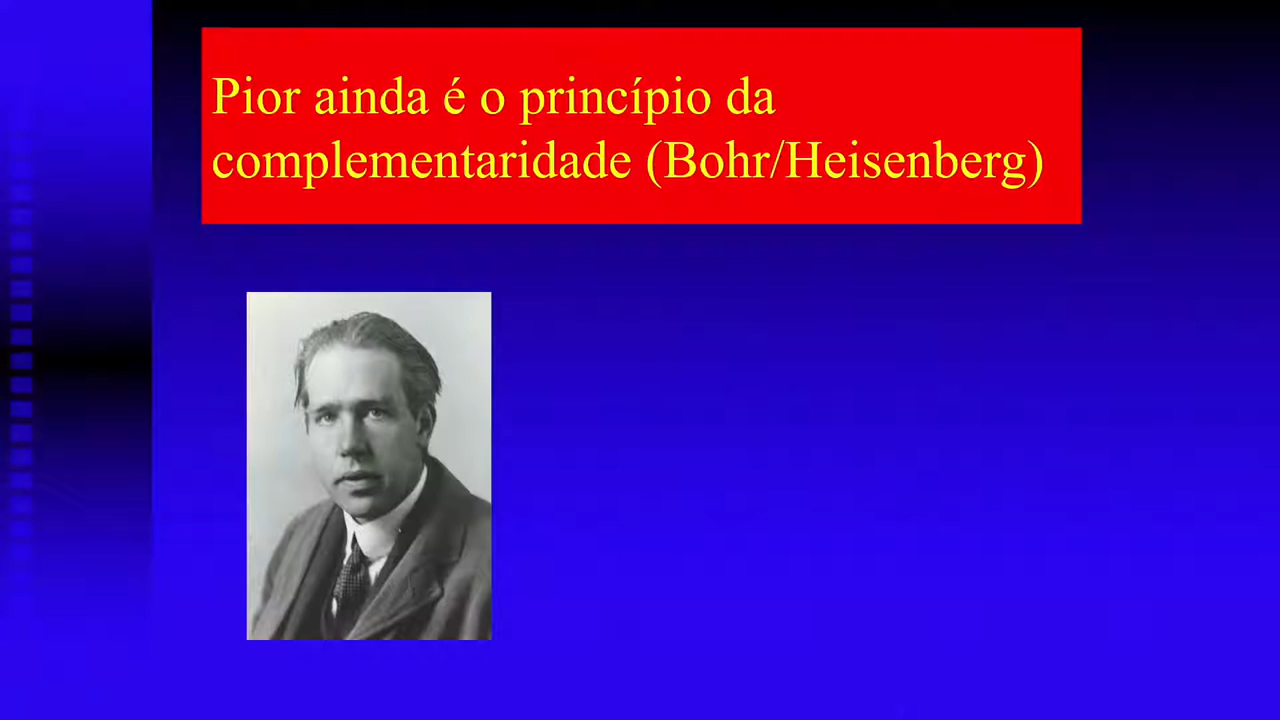 Pior ainda é o princípio da
complementaridade (Bohr/Heisenberg)